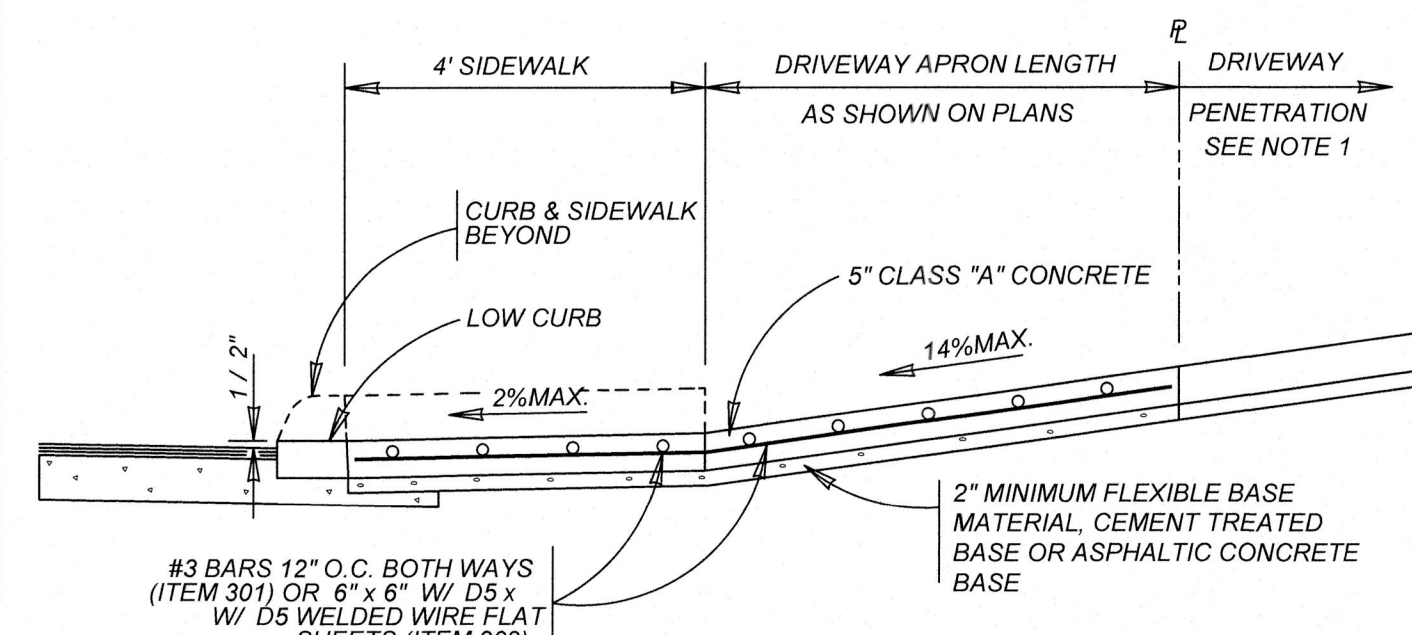 ℄
4' SIDEWALK
DRIVEWAY APRON LENGTH
DRIVEWAY
AS SHOWN ON PLANS
PENETRATION
SEE NOTE 1
CURB & SIDEWALK
BEYOND
5" CLASS "A" CONCRETE
LOW CURB
1/2"
14%MAX.
2%MAX.
2" MINIMUM FLEXIBLE BASE
MATERIAL, CEMENT TREATED
BASE OR ASPHALTIC CONCRETE
BASE
#3 BARS 12" O.C. BOTH WAYS
(ITEM 301) OR 6" x 6" W/ D5 x
W/ D5 WELDED WIRE FLAT